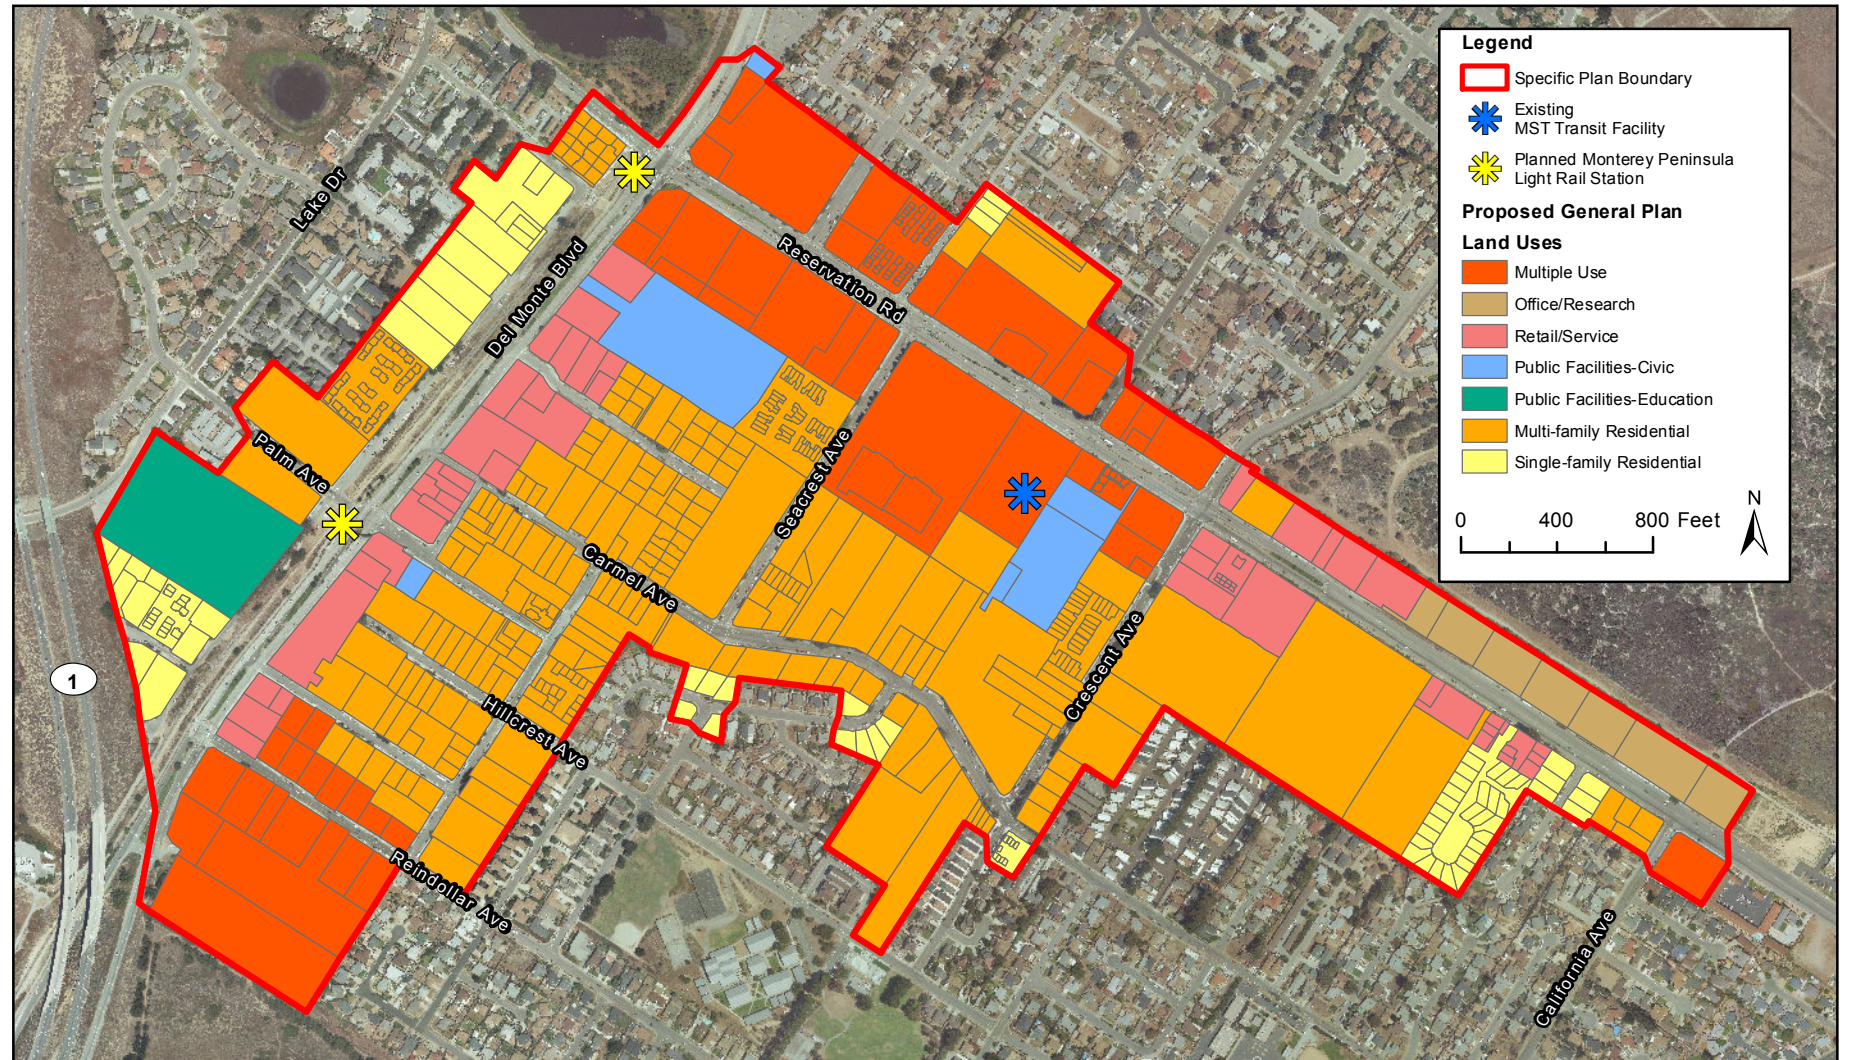 Legend
Specific Plan Boundary
Existing
MST Transit Facility
Planned Monterey Peninsula
Light Rail Station
Proposed General Plan
Land Uses
Multiple Use
Office/Research
Retail/Service
Public Facilities-Civic
Public Facilities-Education
Multi-family Residential
Single-family Residential
N
0 400 800 Feet
Lake Dr
Del Monte Blvd
Reservation Rd
Palm Ave
Seacrest Ave
Carmel Ave
Crescent Ave
1
Hillcrest Ave
Reindollar Ave
California Ave